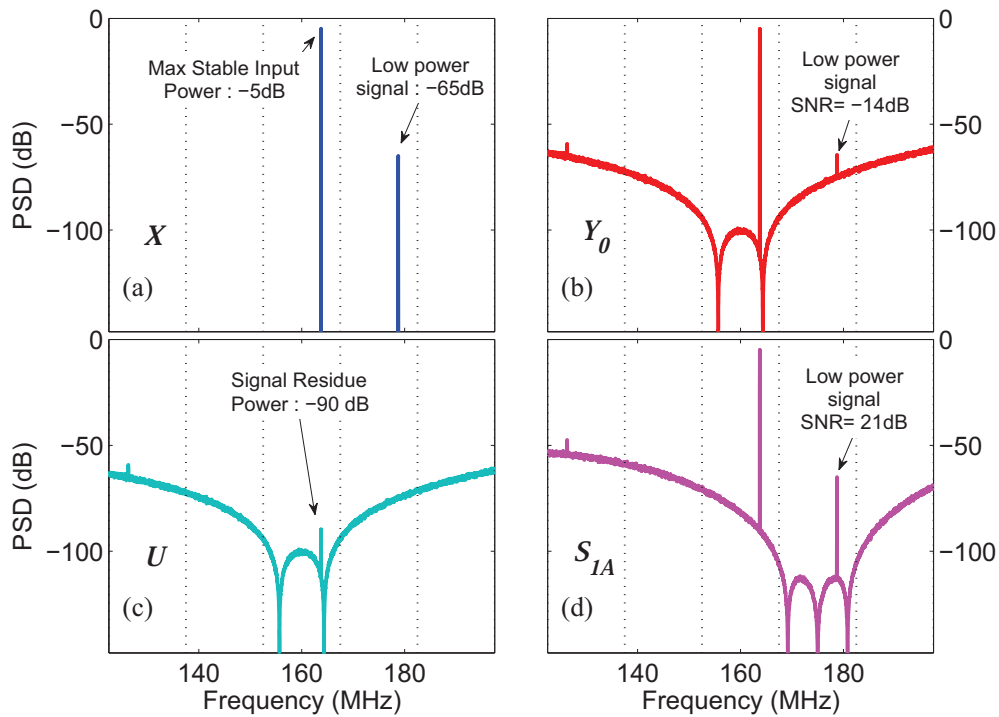 0
−50
−100
PSD (dB)
Max Stable Input
Power : −5dB
Low power
signal : −65dB
X
(a)
0
−50
−100
Low power
signal
SNR= −14dB
Y0
(b)
0
−50
−100
PSD (dB)
Signal Residue
Power : −90 dB
U
(c)
140 160 180
Frequency (MHz)
0
−50
−100
Low power
signal
SNR= 21dB
S1A
(d)
140 160 180
Frequency (MHz)